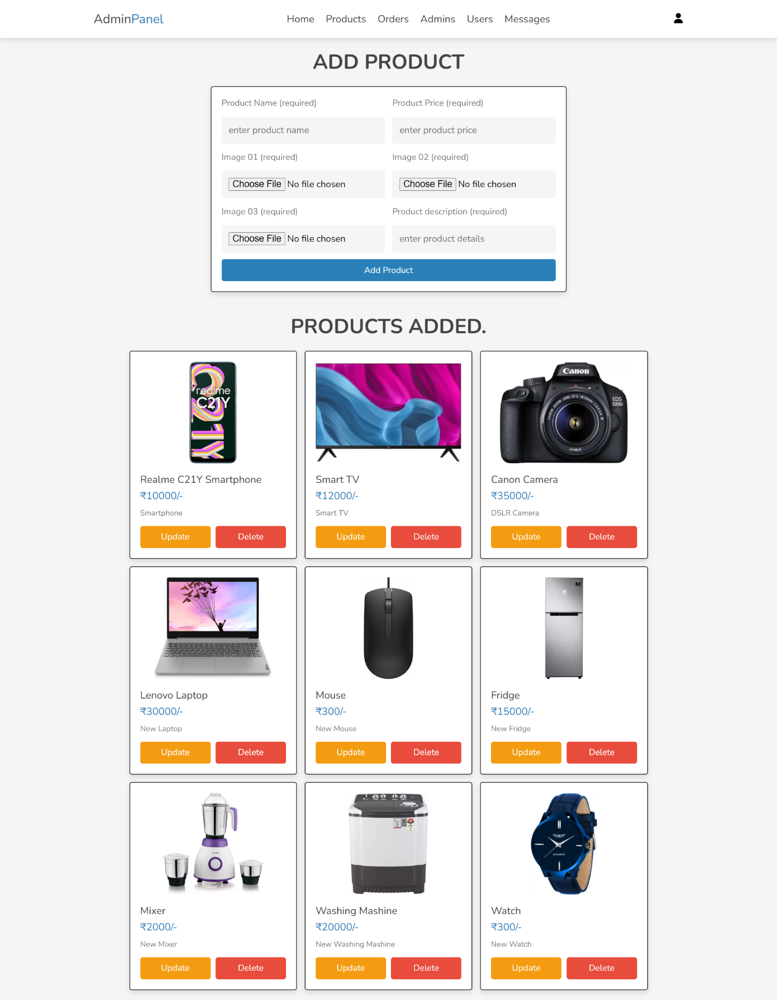 AdminPanel
Home Products Orders Admins Users Messages
ADD PRODUCT
Product Name (required) Product Price (required)
enter product name enter product price
Image 01 (required) Image 02 (required)
Choose File No file chosen Choose File No file chosen
Image 03 (required) Product description (required)
Choose File No file chosen enter product details
Add Product
PRODUCTS ADDED.
realme
C21Y
Canon
EOS
3000D
CANON ZOOM LENS EF-S 18-55mm
Realme C21Y Smartphone
₹10000/-
Smartphone
Update Delete
Smart TV
₹12000/-
Smart TV
Update Delete
Canon Camera
₹35000/-
DSLR Camera
Update Delete
Lenovo Laptop
₹30000/-
New Laptop
Update Delete
Mouse
₹300/-
New Mouse
Update Delete
Fridge
₹15000/-
New Fridge
Update Delete
Mixer
₹2000/-
New Mixer
Update Delete
Washing Mashine
₹20000/-
New Washing Mashine
Update Delete
Watch
₹300/-
New Watch
Update Delete